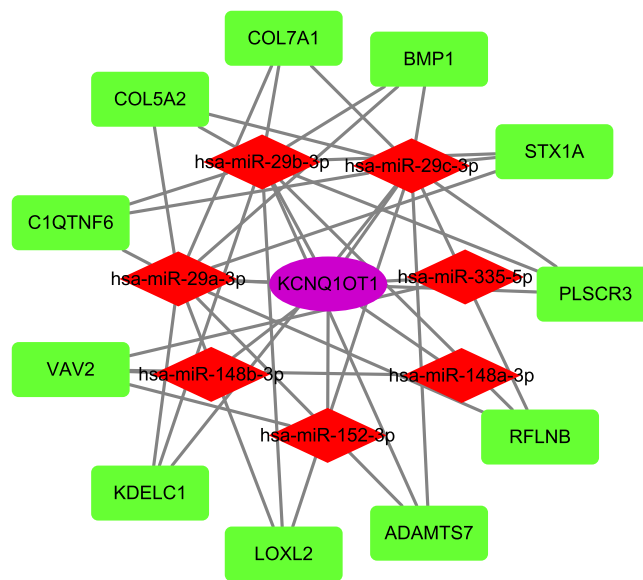 COL7A1
BMP1
COL5A2
STX1A
hsa-miR-29b-3p
hsa-miR-29c-3p
C1QTNF6
hsa-miR-29a-3p
KCNQ1OT1
hsa-miR-335-5p
PLSCR3
VAV2
hsa-miR-148b-3p
hsa-miR-148a-3p
RFLNB
hsa-miR-152-3p
KDELC1
ADAMTS7
LOXL2